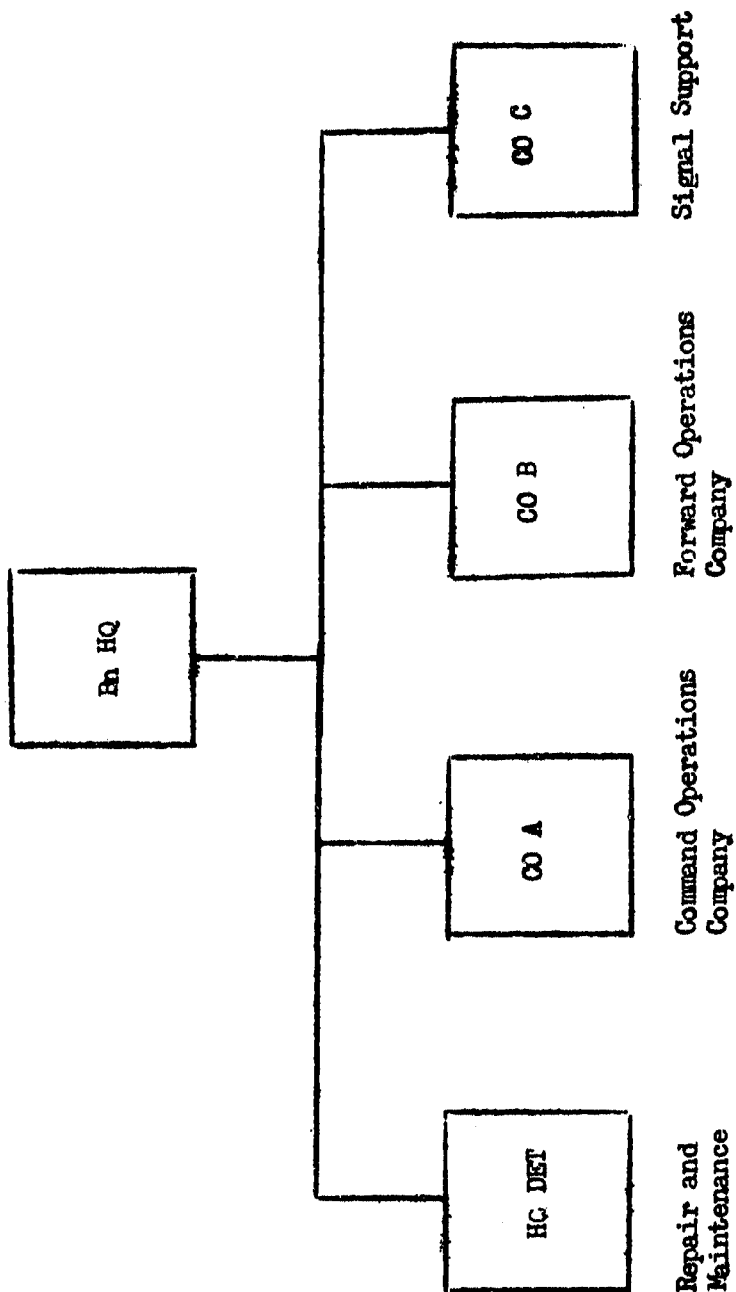 Bn HQ
HQ DET
CO A
CO B
CO C
Repair and
Maintenance
Command Operations
Company
Forward Operations
Company
Signal Support